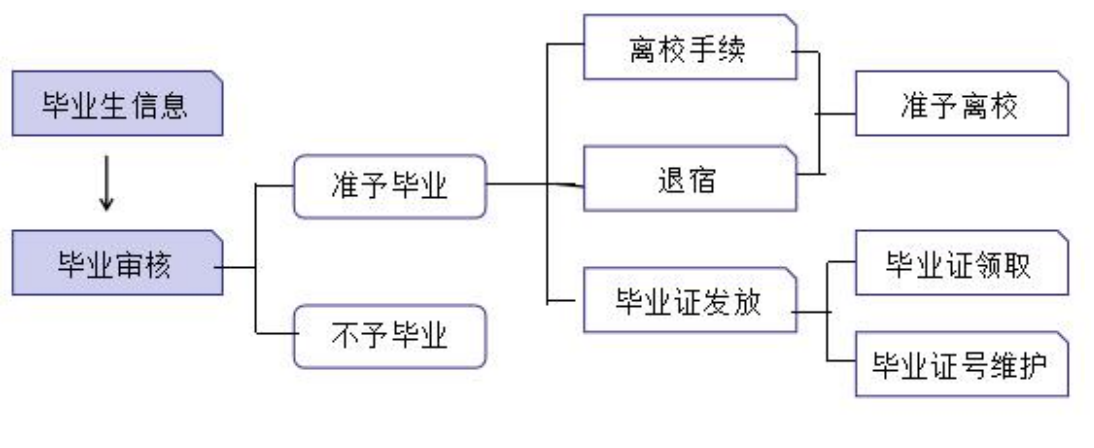 毕业生信息
毕业审核
准予毕业
不予毕业
离校手续
退宿
毕业证发放
准予离校
毕业证领取
毕业证号维护